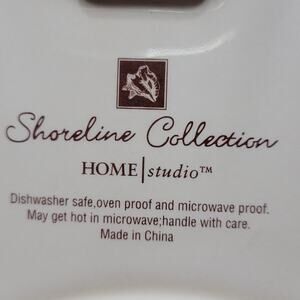 Shoreline Collection
HOME|studio™
Dishwasher safe,oven proof and microwave proof.
May get hot in microwave;handle with care.
Made in China